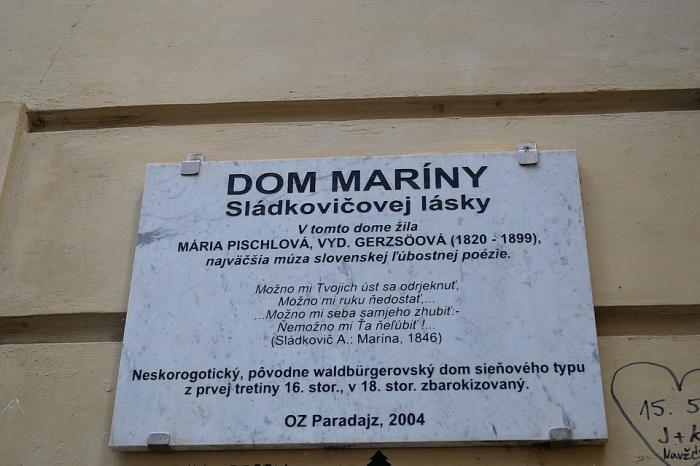 DOM MARÍNY
Sládkovičovej lásky
V tomto dome žila
MÁRIA PISCHLOVÁ, VYD. GERZSÖOVÁ (1820 - 1899),
najväčšia múza slovenskej ľúbostnej poézie.
Možno mi Tvojich úst sa odrjeknuť,
Možno mi ruku ňedostať,...
...Možno mi seba samjeho zhubiť:-
Ňemožno mi Ťa ňeľúbiť!...
(Sládkovič A.: Marína, 1846)
Neskorogotický, pôvodne waldbürgerovský dom sieňového typu
z prvej tretiny 16. stor., v 18. stor. zbarokizovaný.
OZ Paradajz, 2004
15. 5
J+K